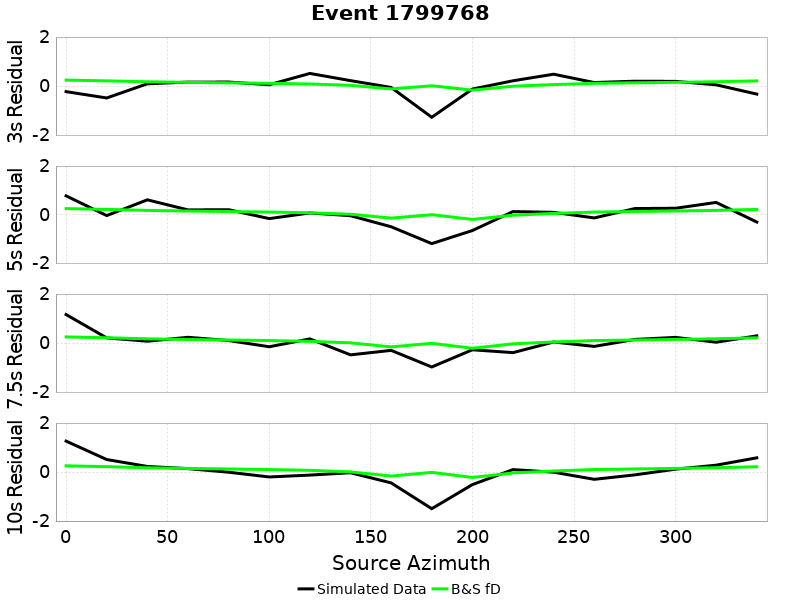 Event 1799768
3s Residual
2
0
-2
5s Residual
2
0
-2
7.5s Residual
2
0
-2
10s Residual
2
0
-2
0 50 100 150 200 250 300
Source Azimuth
Simulated Data B&S fD